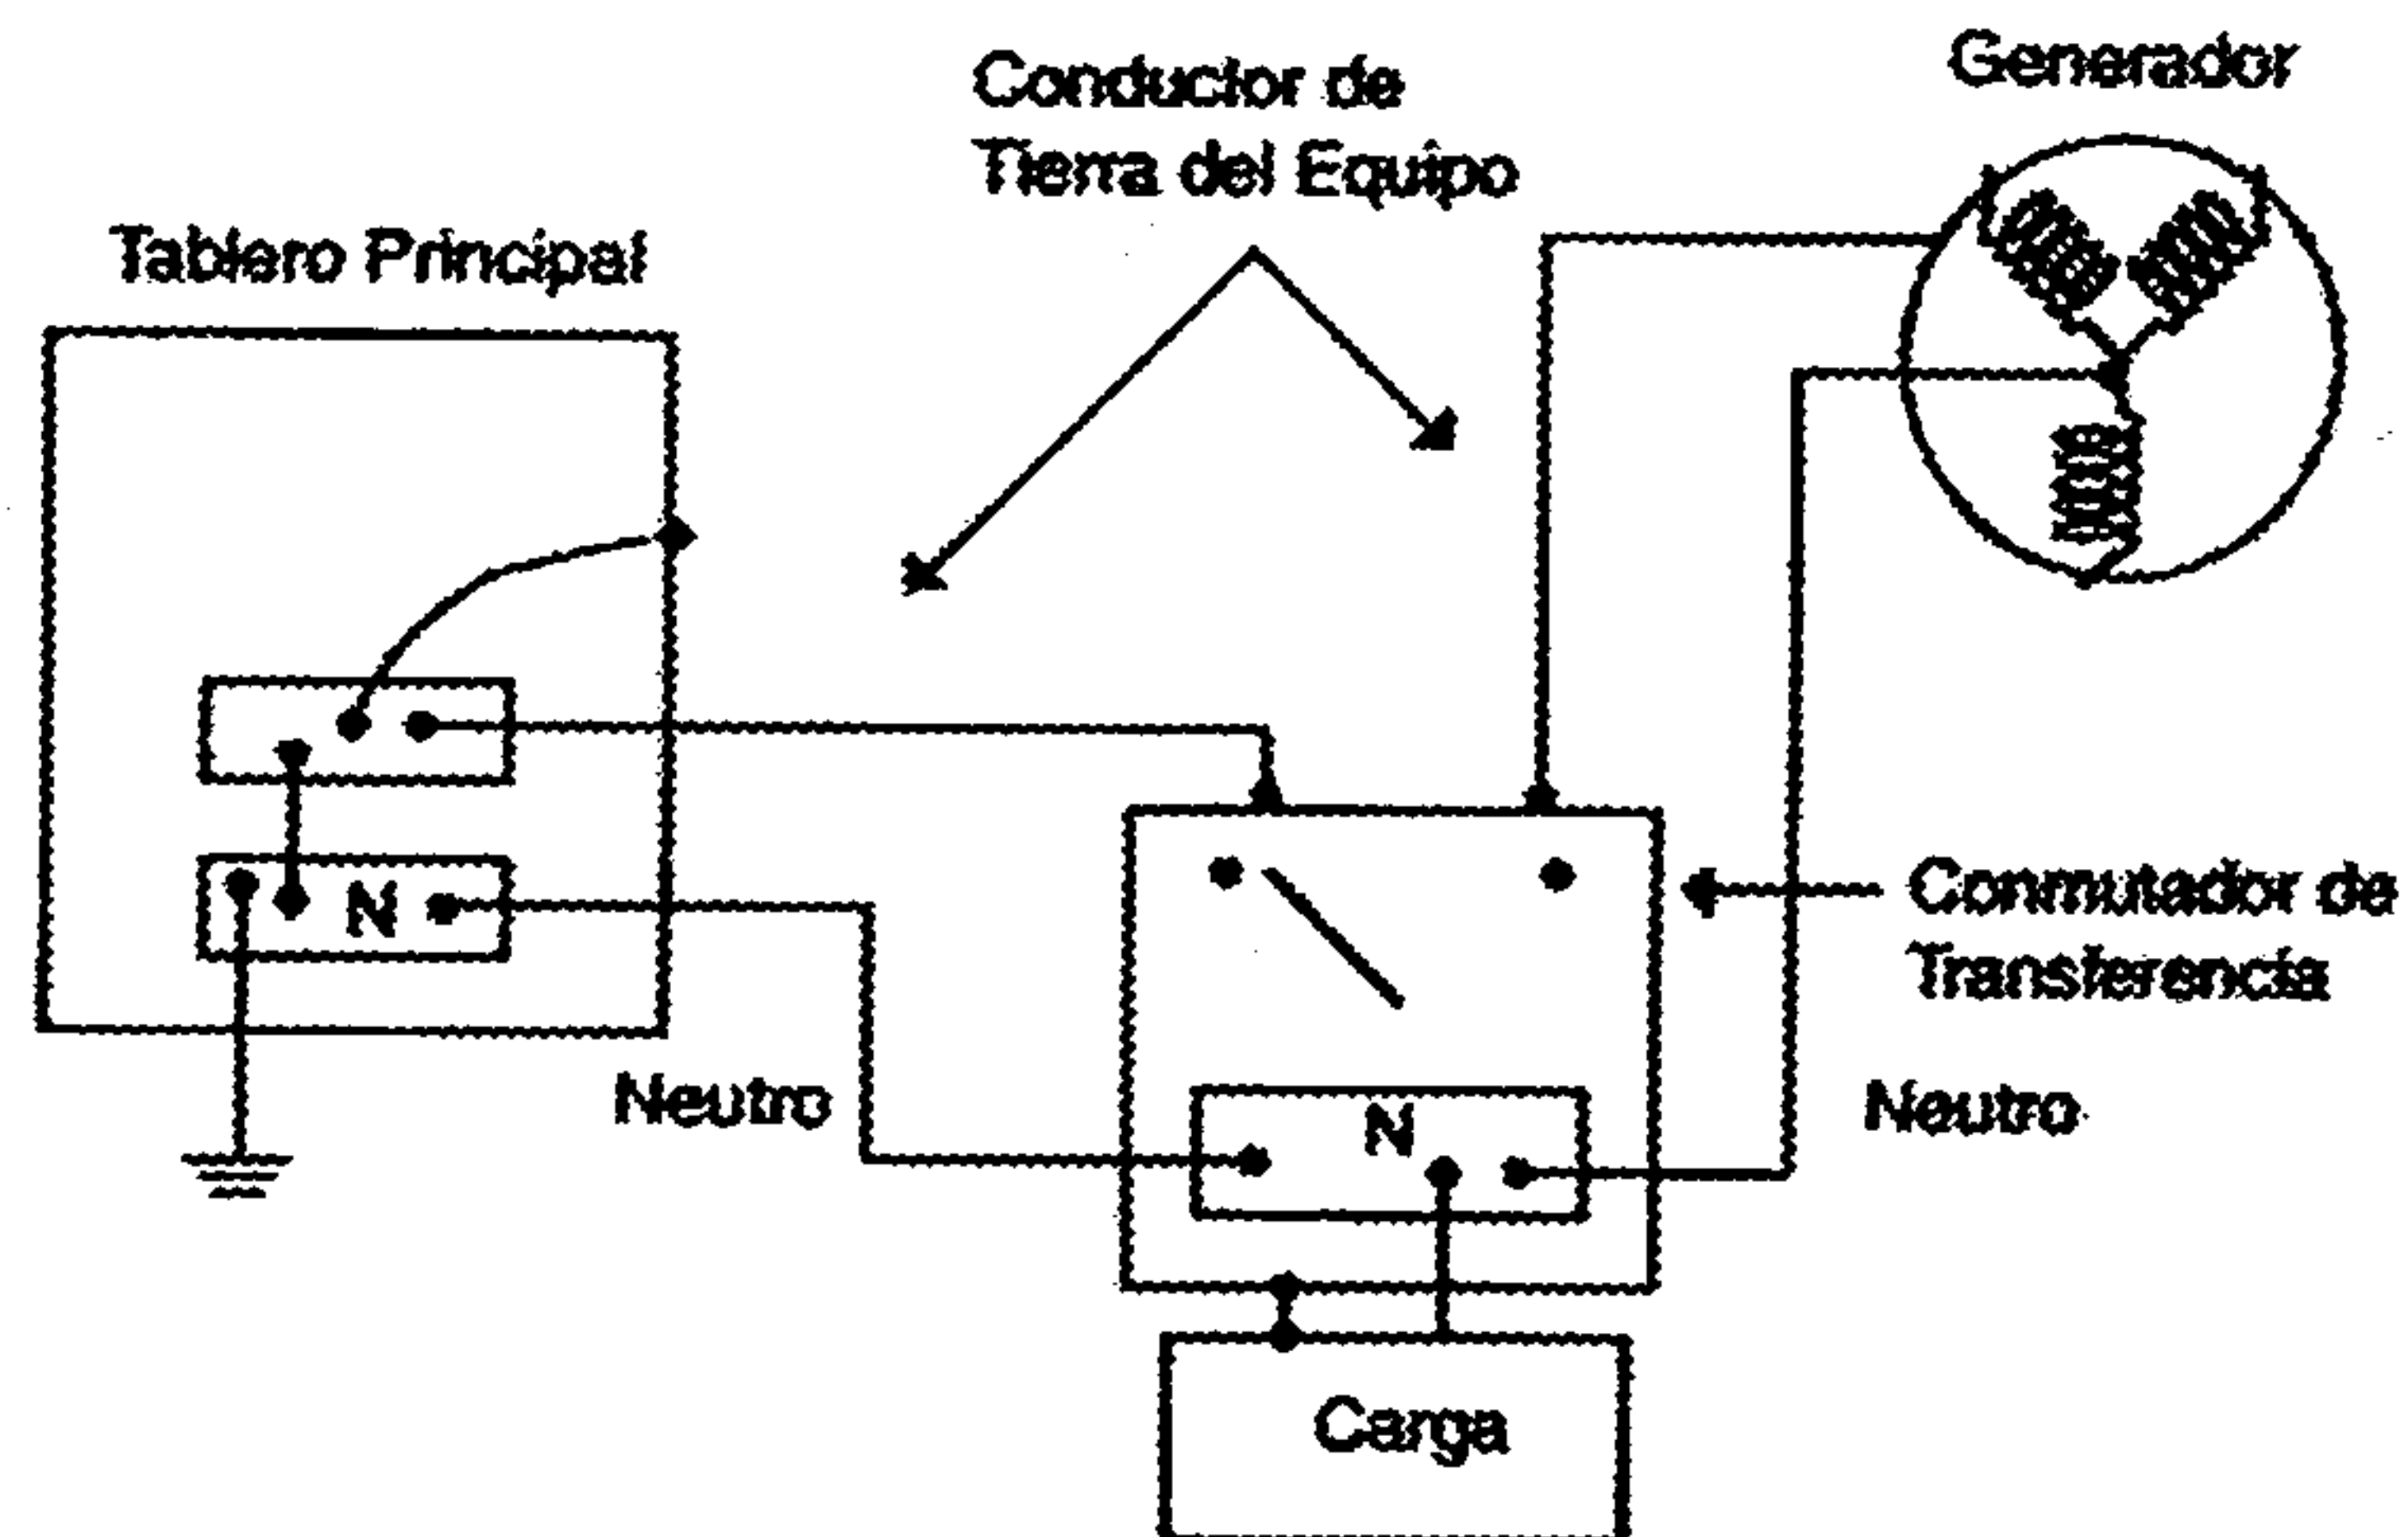 Generador
Conductor de
Tierra del Equipo
Tablero Principal
N
Conmutador de
Transferencia
Neutro
N
Neutro
Carga